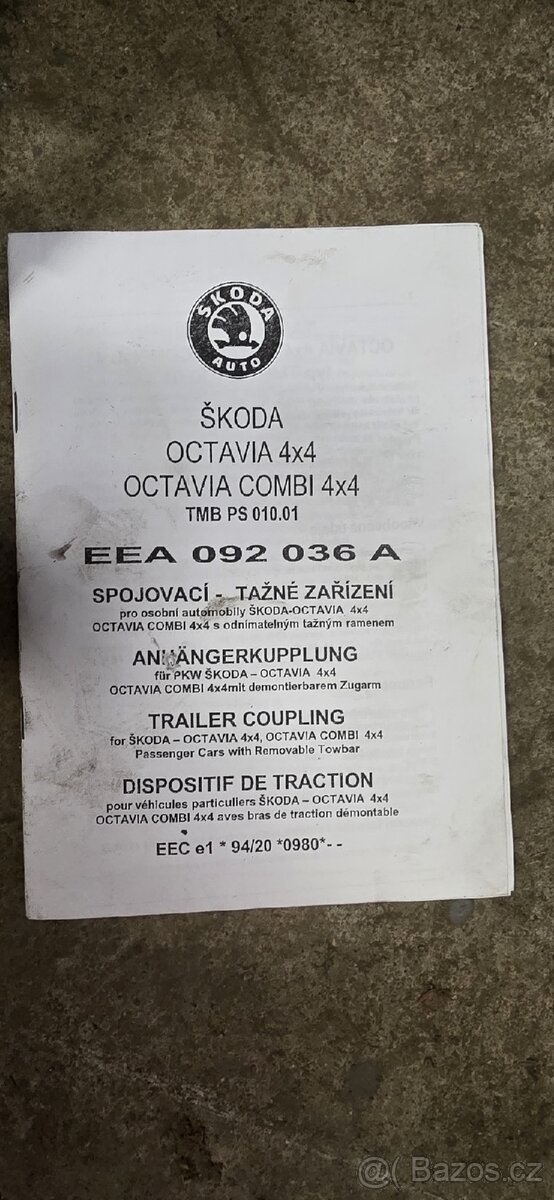 ŠKODA
AUTO
ŠKODA
OCTAVIA 4x4
OCTAVIA COMBI 4x4
TMB PS 010.01
EEA 092 036 A
SPOJOVACÍ - TAŽNÉ ZAŘÍZENÍ
pro osobní automobily ŠKODA-OCTAVIA 4x4
OCTAVIA COMBI 4x4 s odnímatelným tažným ramenem
ANHÄNGERKUPPLUNG
für PKW ŠKODA – OCTAVIA 4x4
OCTAVIA COMBI 4x4mit demontierbarem Zugarm
TRAILER COUPLING
for ŠKODA – OCTAVIA 4x4, OCTAVIA COMBI 4x4
Passenger Cars with Removable Towbar
DISPOSITIF DE TRACTION
pour véhicules particuliers ŠKODA – OCTAVIA 4x4
OCTAVIA COMBI 4x4 aves bras de traction démontable
EEC e1 * 94/20 *0980*- -
@( Bazos.cz